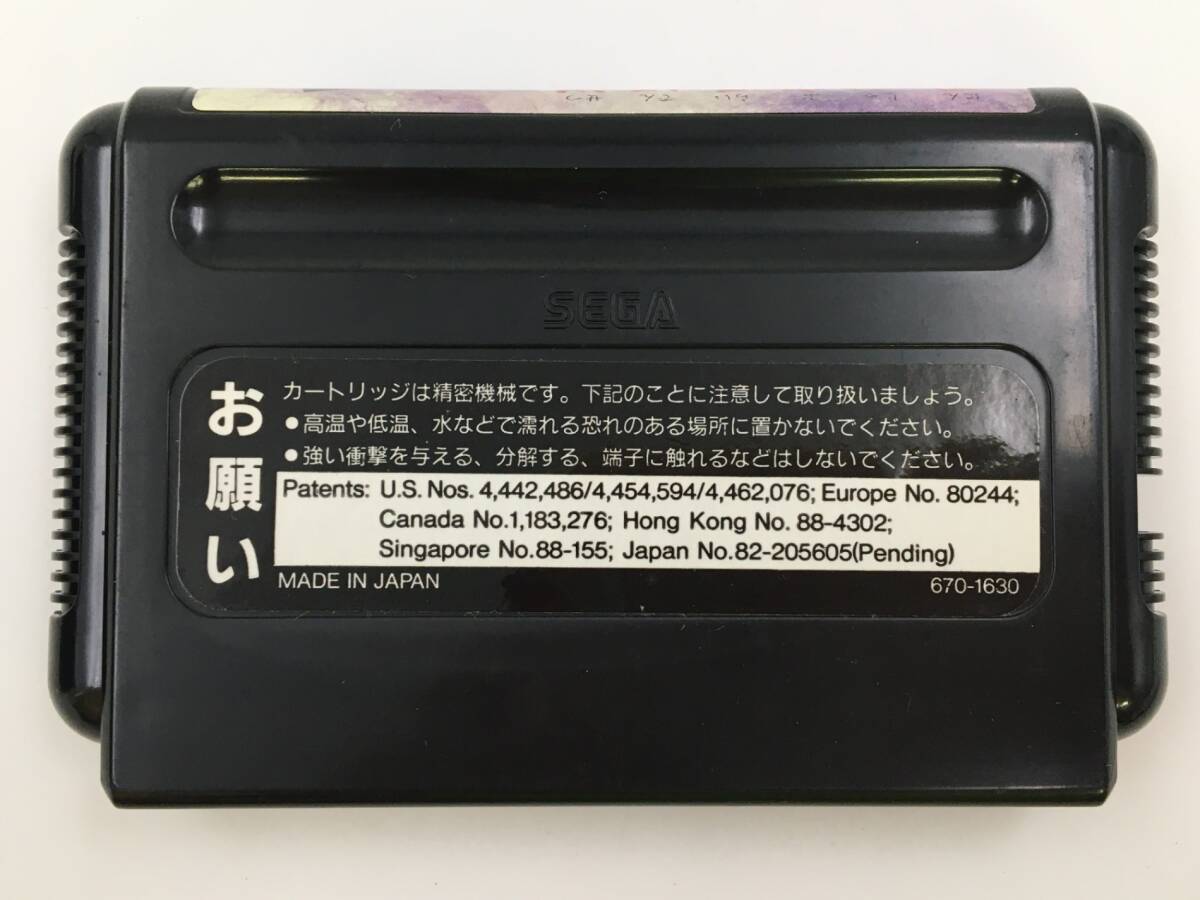 SEGA
お願い
カートリッジは精密機械です。下記のことに注意して取り扱いましょう。
●高温や低温、水などで濡れる恐れのある場所に置かないでください。
●強い衝撃を与える、分解する、端子に触れるなどはしないでください。
Patents: U.S. Nos. 4,442,486/4,454,594/4,462,076; Europe No. 80244;
Canada No.1,183,276; Hong Kong No. 88-4302;
Singapore No.88-155; Japan No.82-205605(Pending)
MADE IN JAPAN
670-1630